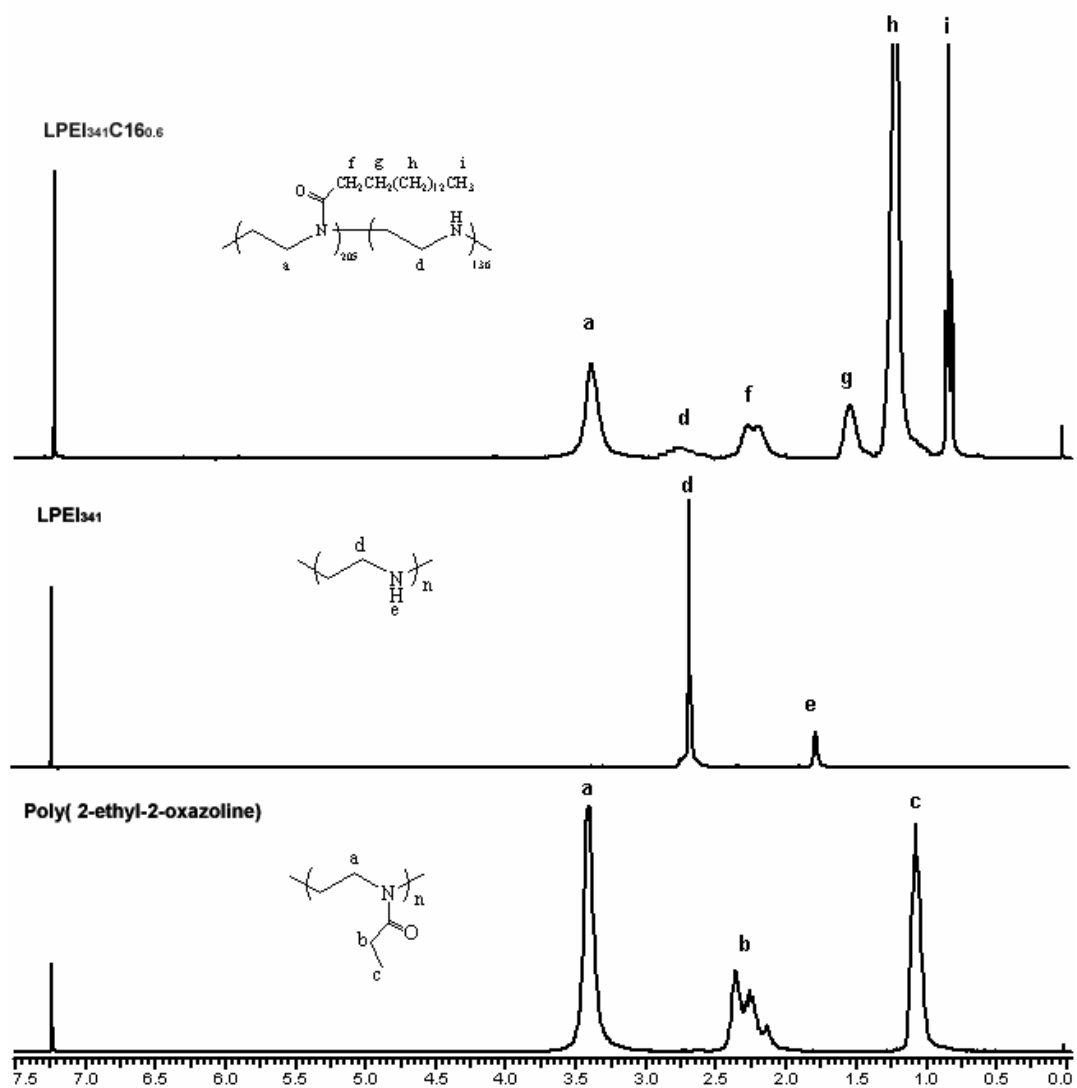 h i
LPEI341C160.6
f g h i
O CH2CH2(CH2)12CH3
H
( N ) 205 ( N ) 136
a d
a
d
f
g
LPEI341
d
d
( N ) n
H
e
e
Poly( 2-ethyl-2-oxazoline)
a
c
a
( N ) n
b O
c
b
7.5 7.0 6.5 6.0 5.5 5.0 4.5 4.0 3.5 3.0 2.5 2.0 1.5 1.0 0.5 0.0